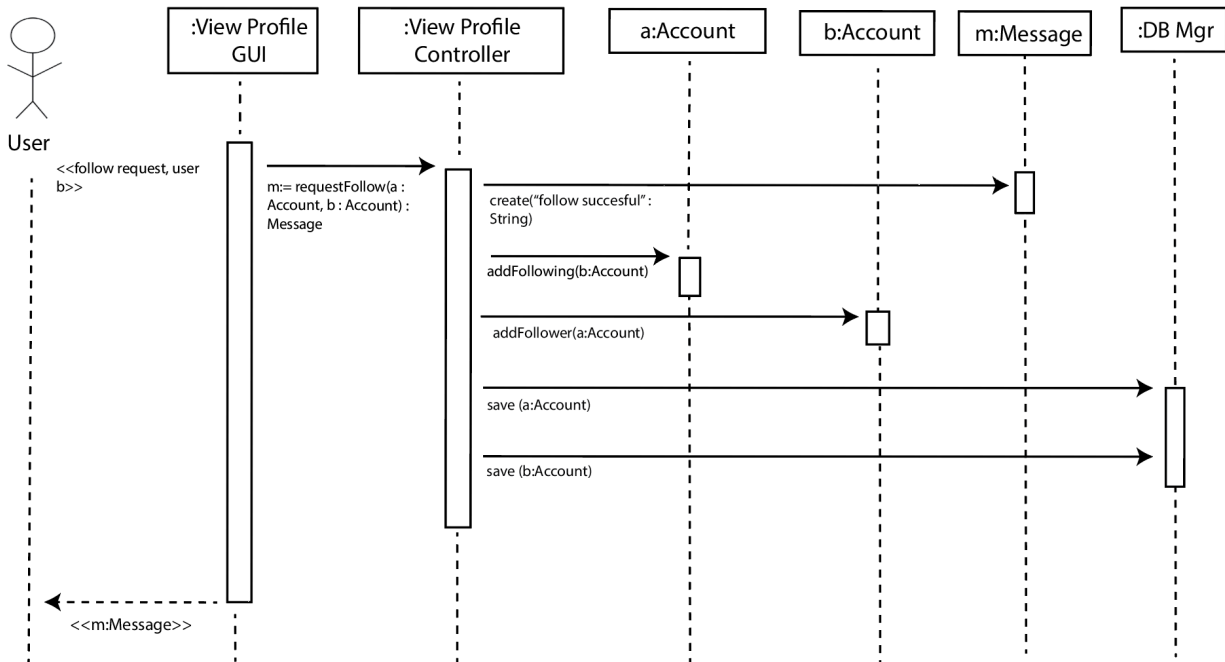 :View Profile
GUI
:View Profile
Controller
a:Account
b:Account
m:Message
:DB Mgr
User
<<follow request, user
b>>
m:= requestFollow(a :
Account, b : Account) :
Message
create(“follow succesful” :
String)
addFollowing(b:Account)
addFollower(a:Account)
save (a:Account)
save (b:Account)
<<m:Message>>